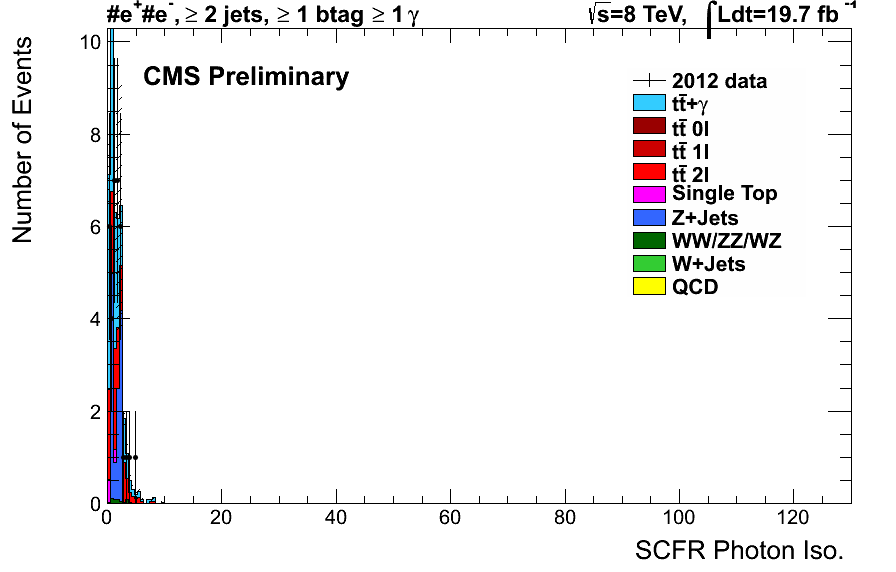 #e+#e-, ≥ 2 jets, ≥ 1 btag ≥ 1 γ
√s=8 TeV, ∫Ldt=19.7 fb-1
CMS Preliminary
2012 data
tt̄+γ
tt̄ 0l
tt̄ 1l
tt̄ 2l
Single Top
Z+Jets
WW/ZZ/WZ
W+Jets
QCD
Number of Events
10
8
6
4
2
0
0 20 40 60 80 100 120
SCFR Photon Iso.